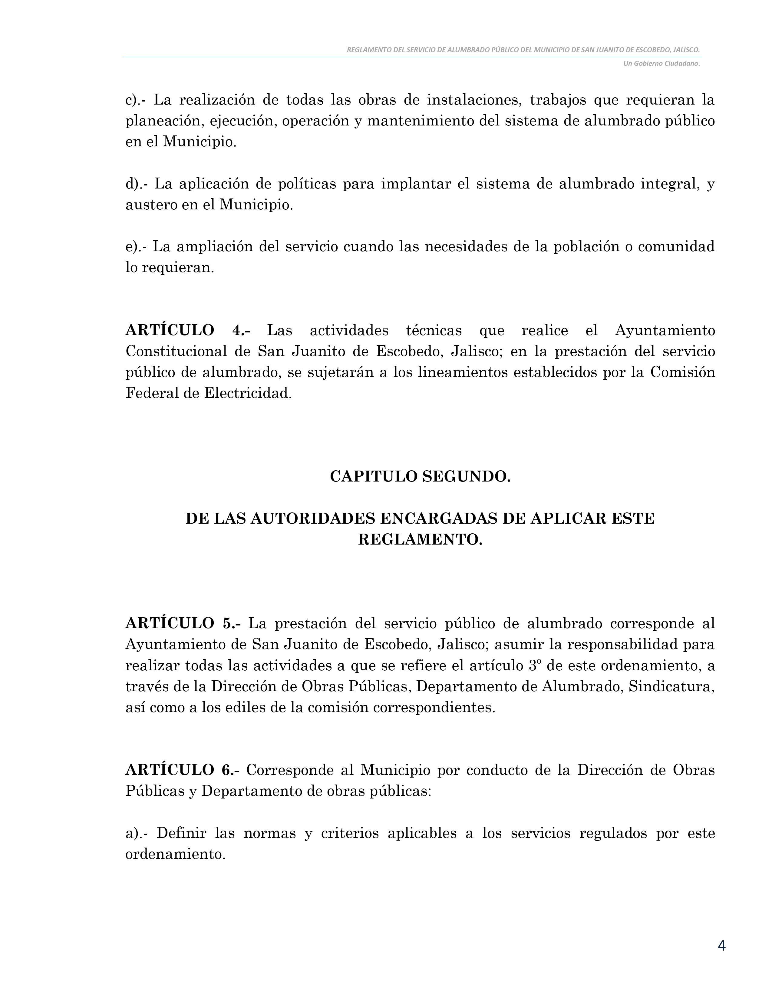 REGLAMENTO DEL SERVICIO DE ALUMBRADO PÚBLICO DEL MUNICIPIO DE SAN JUANITO DE ESCOBEDO, JALISCO.
Un Gobierno Ciudadano.
c).- La realización de todas las obras de instalaciones, trabajos que requieran la
planeación, ejecución, operación y mantenimiento del sistema de alumbrado público
en el Municipio.
d).- La aplicación de políticas para implantar el sistema de alumbrado integral, y
austero en el Municipio.
e).- La ampliación del servicio cuando las necesidades de la población o comunidad
lo requieran.
ARTÍCULO 4.- Las actividades técnicas que realice el Ayuntamiento
Constitucional de San Juanito de Escobedo, Jalisco; en la prestación del servicio
público de alumbrado, se sujetarán a los lineamientos establecidos por la Comisión
Federal de Electricidad.
CAPITULO SEGUNDO.
DE LAS AUTORIDADES ENCARGADAS DE APLICAR ESTE
REGLAMENTO.
ARTÍCULO 5.- La prestación del servicio público de alumbrado corresponde al
Ayuntamiento de San Juanito de Escobedo, Jalisco; asumir la responsabilidad para
realizar todas las actividades a que se refiere el artículo 3º de este ordenamiento, a
través de la Dirección de Obras Públicas, Departamento de Alumbrado, Sindicatura,
así como a los ediles de la comisión correspondientes.
ARTÍCULO 6.- Corresponde al Municipio por conducto de la Dirección de Obras
Públicas y Departamento de obras públicas:
a).- Definir las normas y criterios aplicables a los servicios regulados por este
ordenamiento.
4